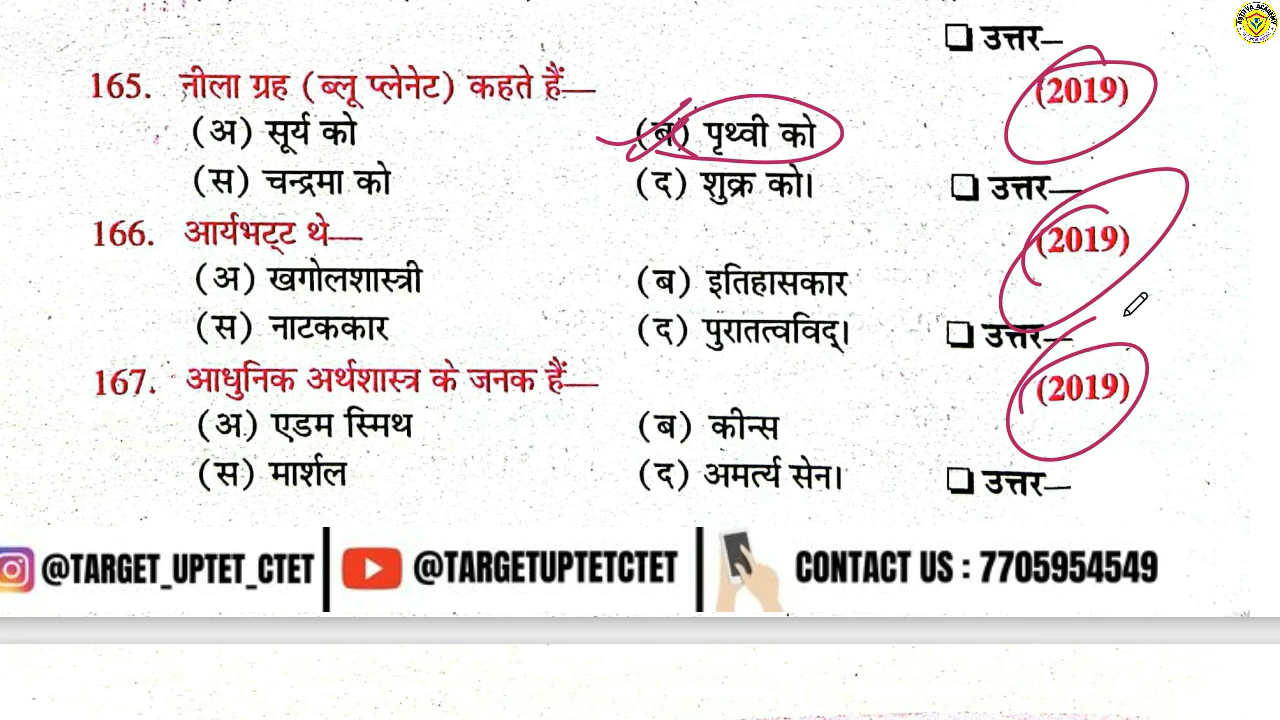 ❑ उत्तर—
165. नीला ग्रह (ब्लू प्लेनेट) कहते हैं— (2019)
(अ) सूर्य को (ब) पृथ्वी को
(स) चन्द्रमा को (द) शुक्र को। ❑ उत्तर—
166. आर्यभट्ट थे— (2019)
(अ) खगोलशास्त्री (ब) इतिहासकार
(स) नाटककार (द) पुरातत्वविद्। ❑ उत्तर—
167. आधुनिक अर्थशास्त्र के जनक हैं— (2019)
(अ) एडम स्मिथ (ब) कीन्स
(स) मार्शल (द) अमर्त्य सेन। ❑ उत्तर—
@TARGET_UPTET_CTET @TARGETUPTETCTET CONTACT US : 7705954549